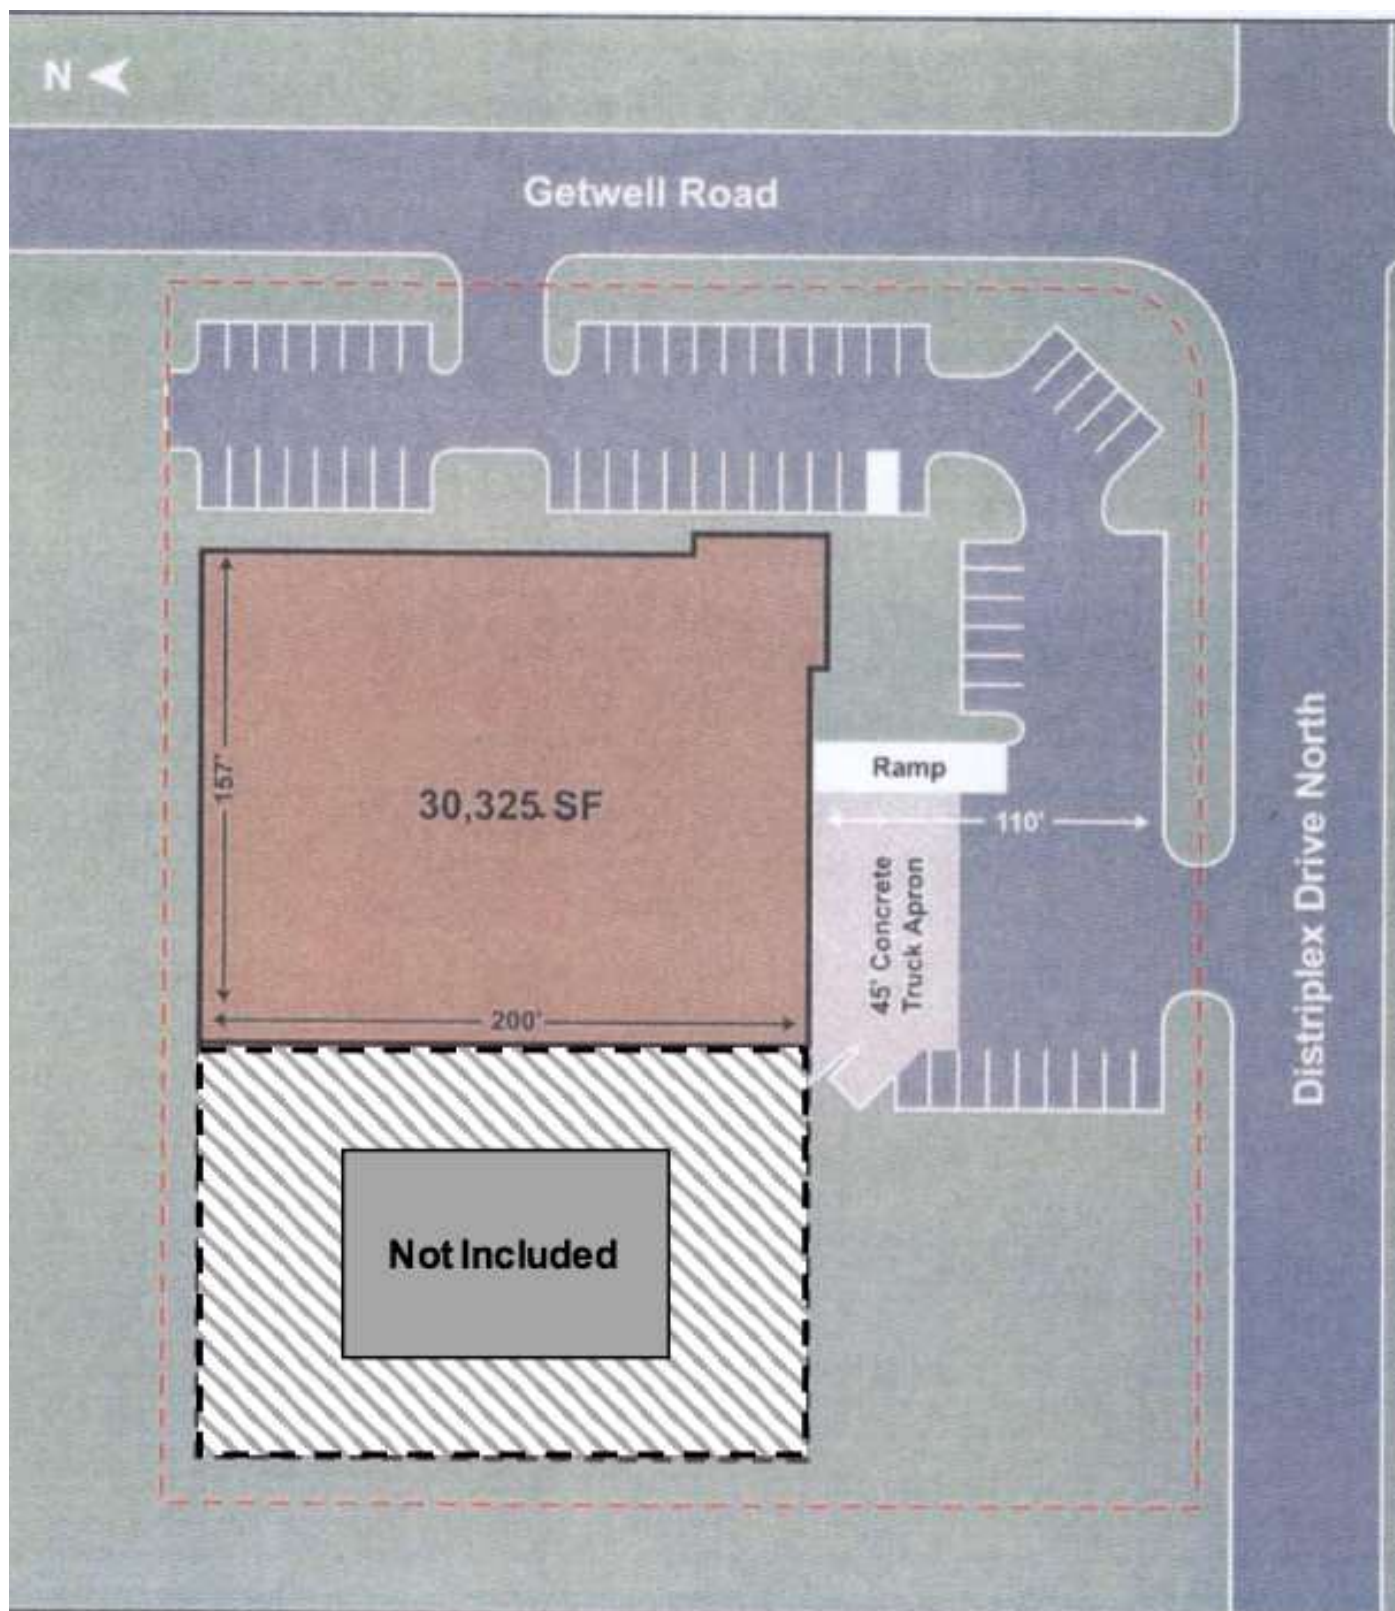 N
Getwell Road
157'
30,325 SF
200'
Ramp
110'
45' Concrete
Truck Apron
Distriplex Drive North
Not Included